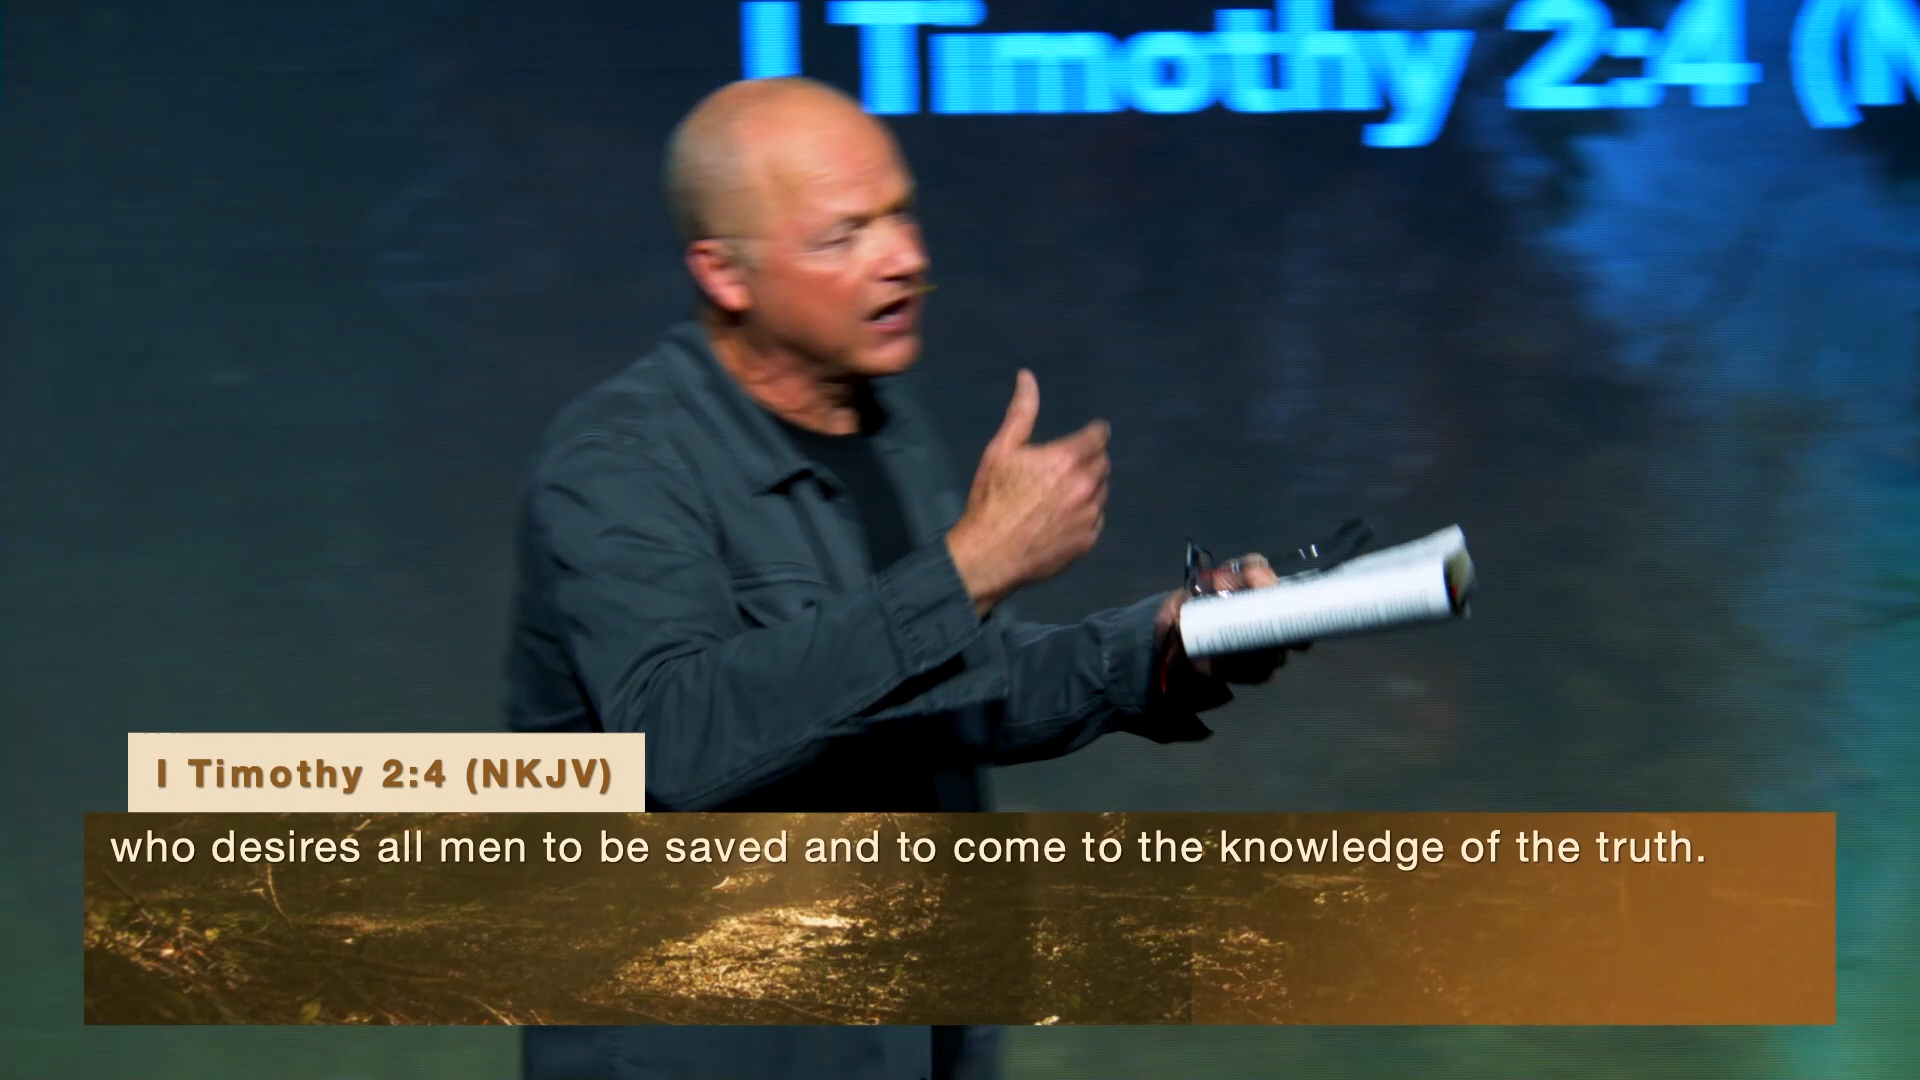 I Timothy 2:4 (N
I Timothy 2:4 (NKJV)
who desires all men to be saved and to come to the knowledge of the truth.